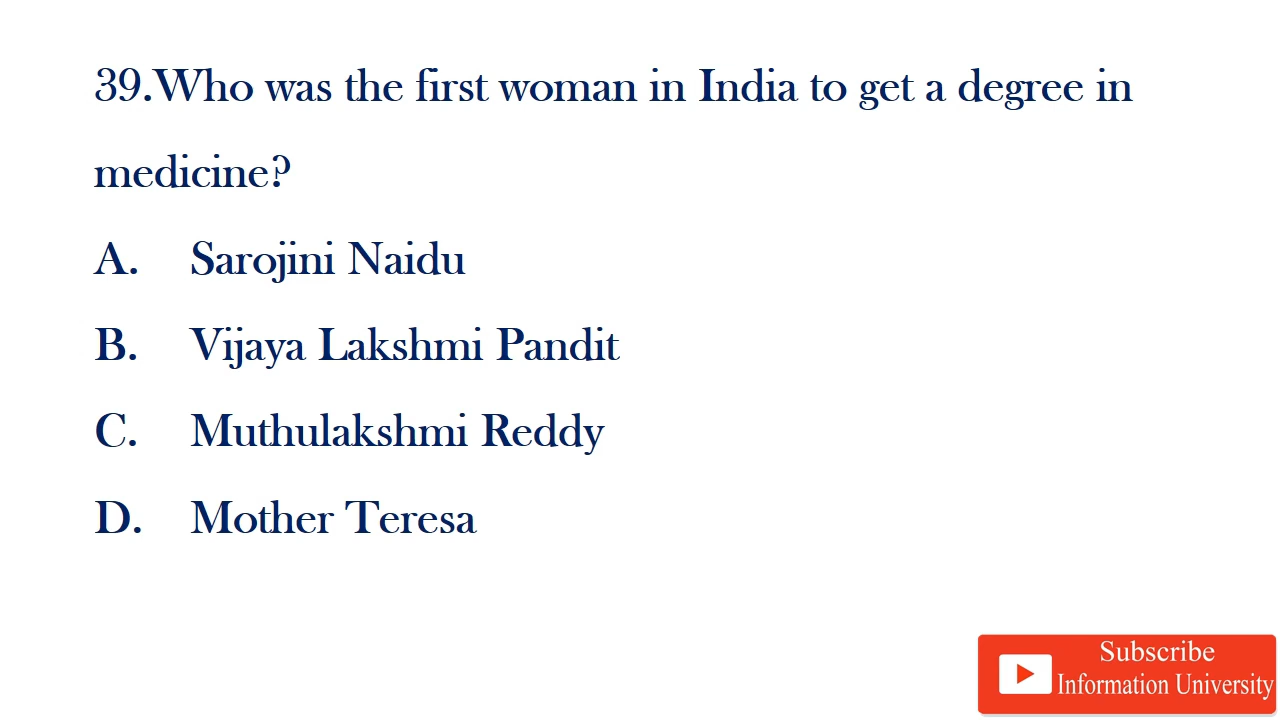 39.Who was the first woman in India to get a degree in
medicine?
A. Sarojini Naidu
B. Vijaya Lakshmi Pandit
C. Muthulakshmi Reddy
D. Mother Teresa
Subscribe
Information University